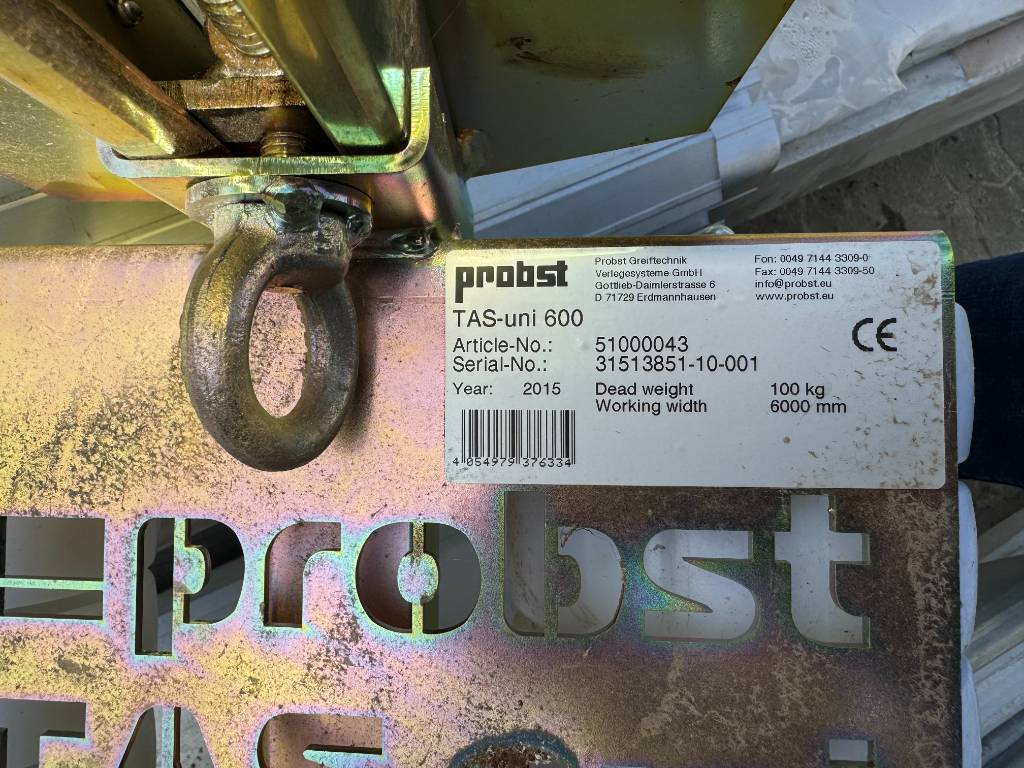 probst
Probst Greiftechnik
Verlegesysteme GmbH
Gottlieb-Daimlerstrasse 6
D 71729 Erdmannhausen
Fon: 0049 7144 3309-0
Fax: 0049 7144 3309-50
info@probst.eu
www.probst.eu
TAS-uni 600
CE
Article-No.: 51000043
Serial-No.: 31513851-10-001
Year: 2015 Dead weight 100 kg
Working width 6000 mm
4 054979 376334
probst
TAS